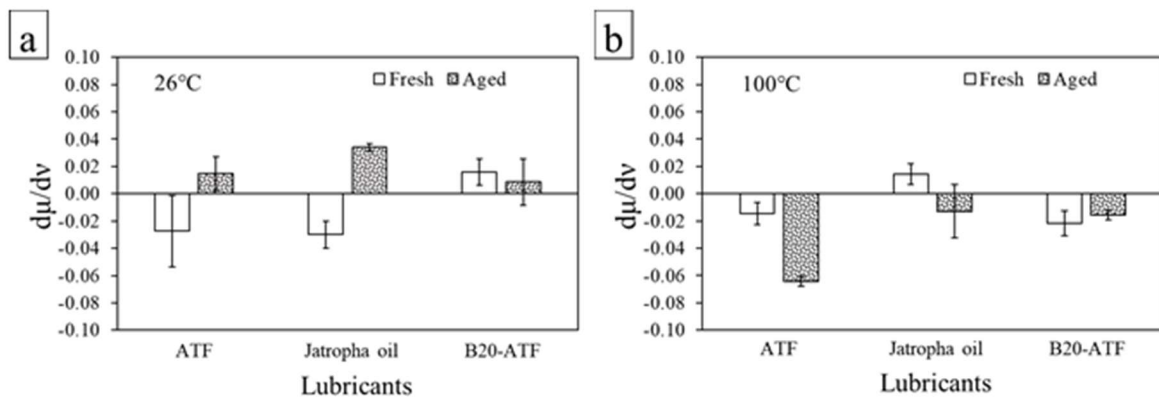 a
0.10
0.08
0.06
0.04
0.02
0.00
-0.02
-0.04
-0.06
-0.08
-0.10
dμ/dν
26°C
Fresh Aged
ATF Jatropha oil B20-ATF
Lubricants
b
0.10
0.08
0.06
0.04
0.02
0.00
-0.02
-0.04
-0.06
-0.08
-0.10
dμ/dν
100°C
Fresh Aged
ATF Jatropha oil B20-ATF
Lubricants